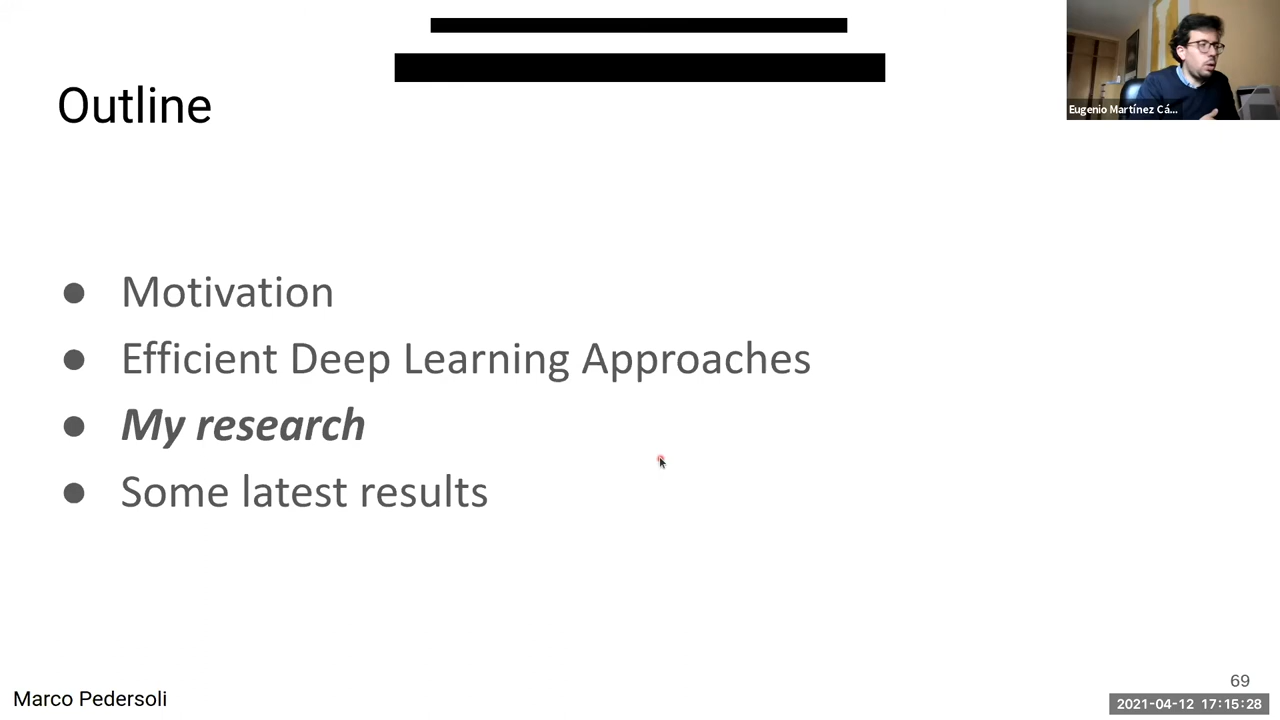 Outline
Eugenio Martínez Cá...
● Motivation
● Efficient Deep Learning Approaches
● My research
● Some latest results
69
Marco Pedersoli
2021-04-12 17:15:28